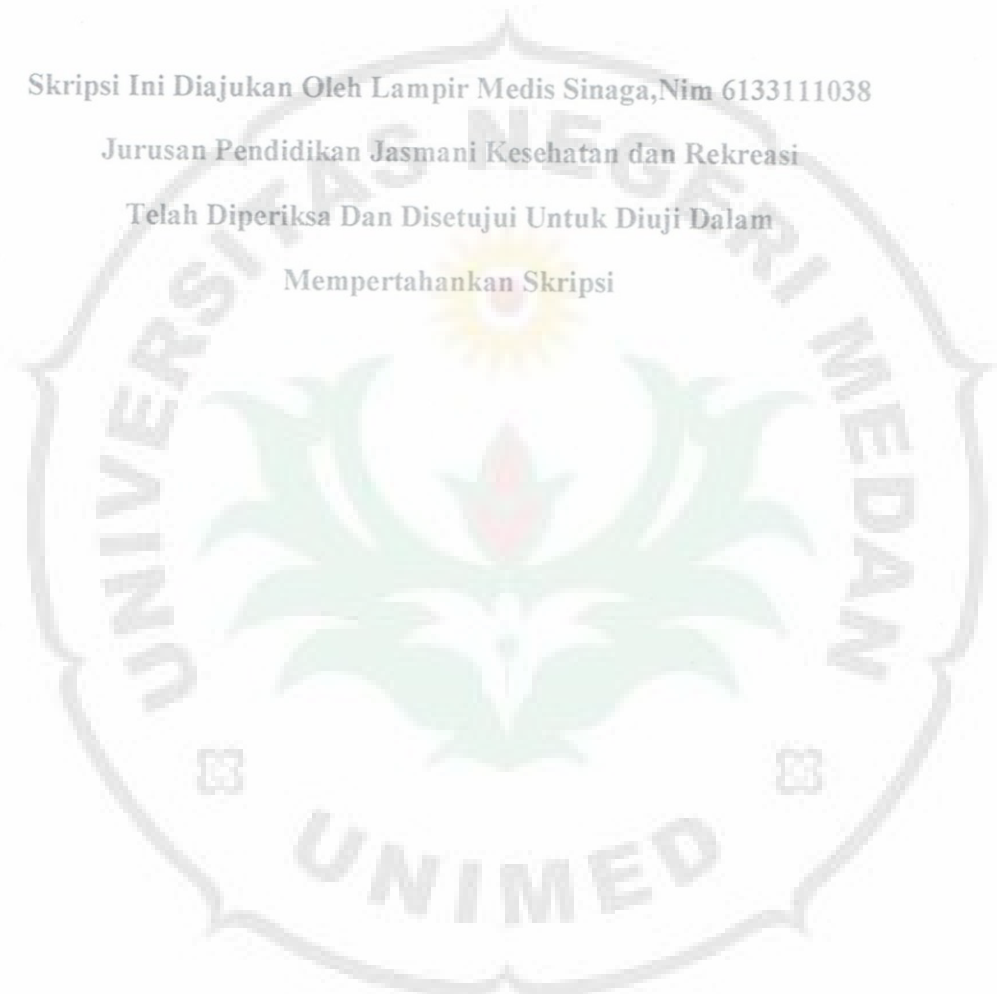 Skripsi Ini Diajukan Oleh Lampir Medis Sinaga,Nim 6133111038
Jurusan Pendidikan Jasmani Kesehatan dan Rekreasi
Telah Diperiksa Dan Disetujui Untuk Diuji Dalam
Mempertahankan Skripsi
UNIVERSITAS NEGERI MEDAN
UNIMED